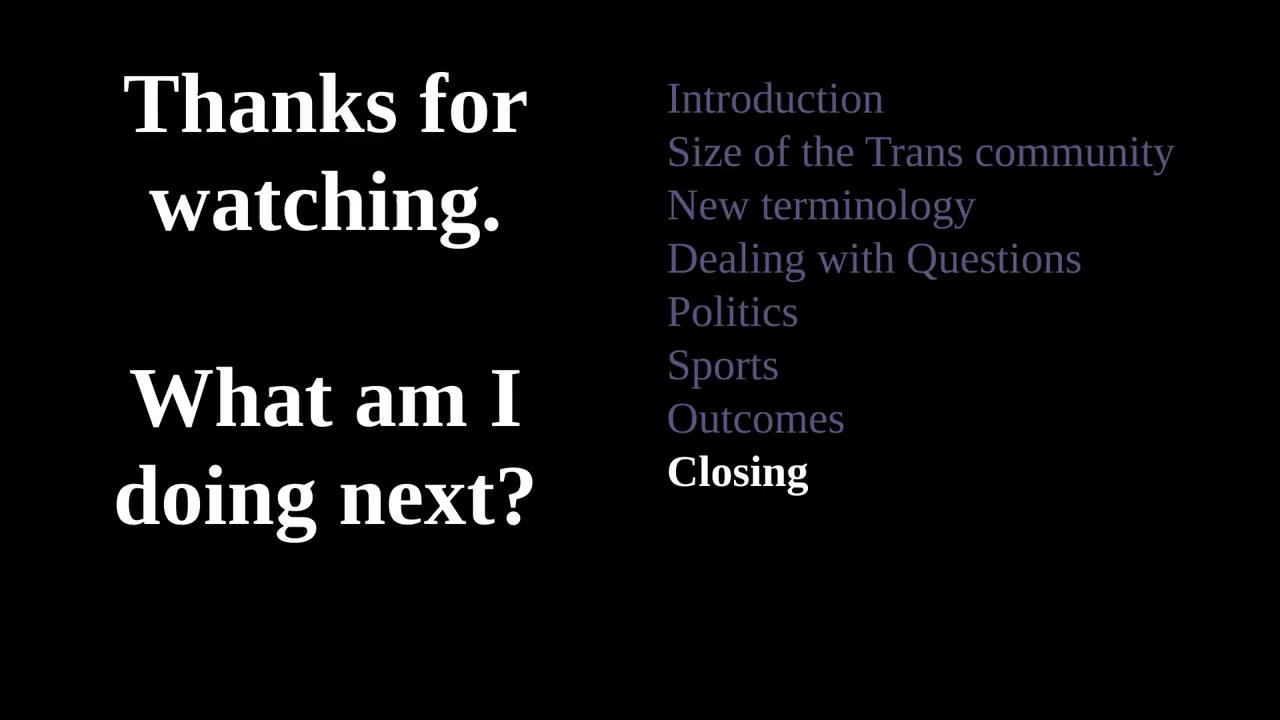 Thanks for
watching.
What am I
doing next?
Introduction
Size of the Trans community
New terminology
Dealing with Questions
Politics
Sports
Outcomes
Closing